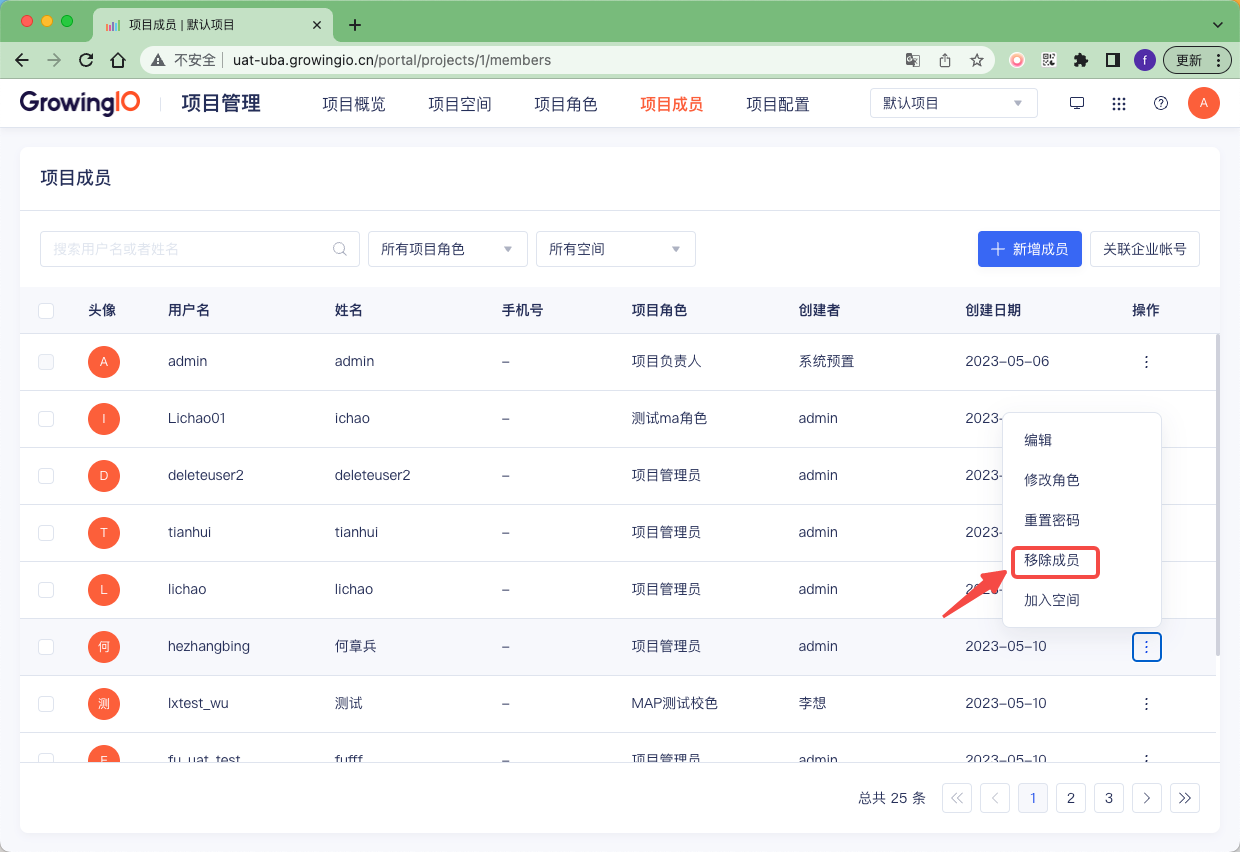 项目成员 | 默认项目
不安全 uat-uba.growingio.cn/portal/projects/1/members f 更新
GrowingIO 项目管理 项目概览 项目空间 项目角色 项目成员 项目配置 默认项目 A
项目成员
搜索用户名或者姓名 所有项目角色 所有空间 新增成员 关联企业帐号
头像 用户名 姓名 手机号 项目角色 创建者 创建日期 操作
A admin admin – 项目负责人 系统预置 2023-05-06
l Lichao01 ichao – 测试ma角色 admin 2023-
D deleteuser2 deleteuser2 – 项目管理员 admin 2023-
T tianhui tianhui – 项目管理员 admin 2023-
L lichao lichao – 项目管理员 admin 2023-
编辑
修改角色
重置密码
移除成员
加入空间
何 hezhangbing 何章兵 – 项目管理员 admin 2023-05-10
测 lxtest_wu 测试 – MAP测试校色 李想 2023-05-10
F fu_uat_test fufff – 项目管理员 admin 2023-05-10
总共 25 条 1 2 3